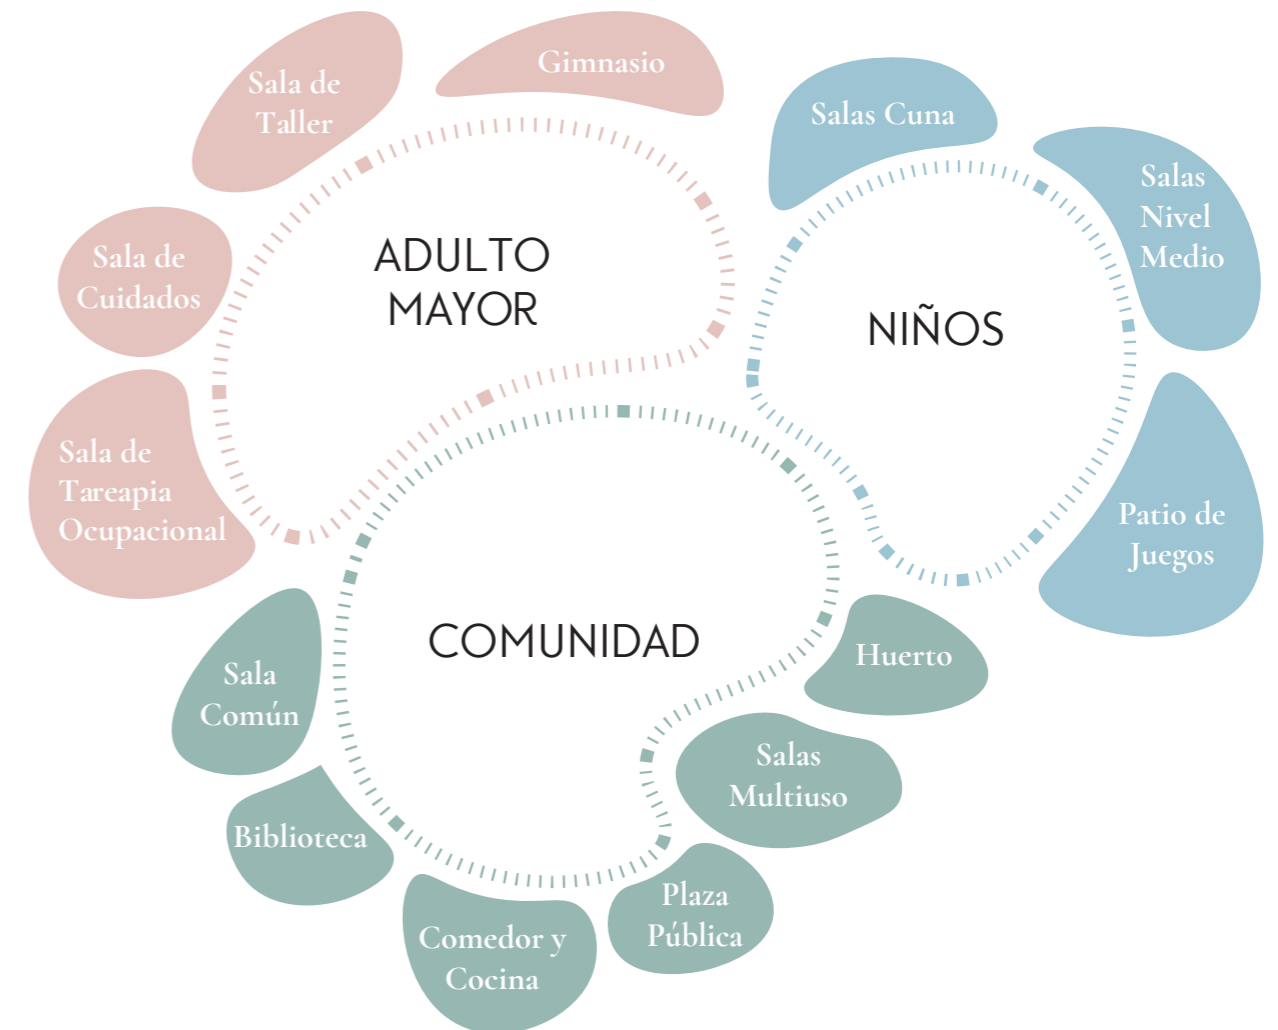 Gimnasio
Sala de
Taller
Salas Cuna
Salas
Nivel
Medio
ADULTO
MAYOR
Sala de
Cuidados
NIÑOS
Sala de
Tareapia
Ocupacional
Patio de
Juegos
COMUNIDAD
Huerto
Sala
Común
Salas
Multiuso
Biblioteca
Plaza
Pública
Comedor y
Cocina